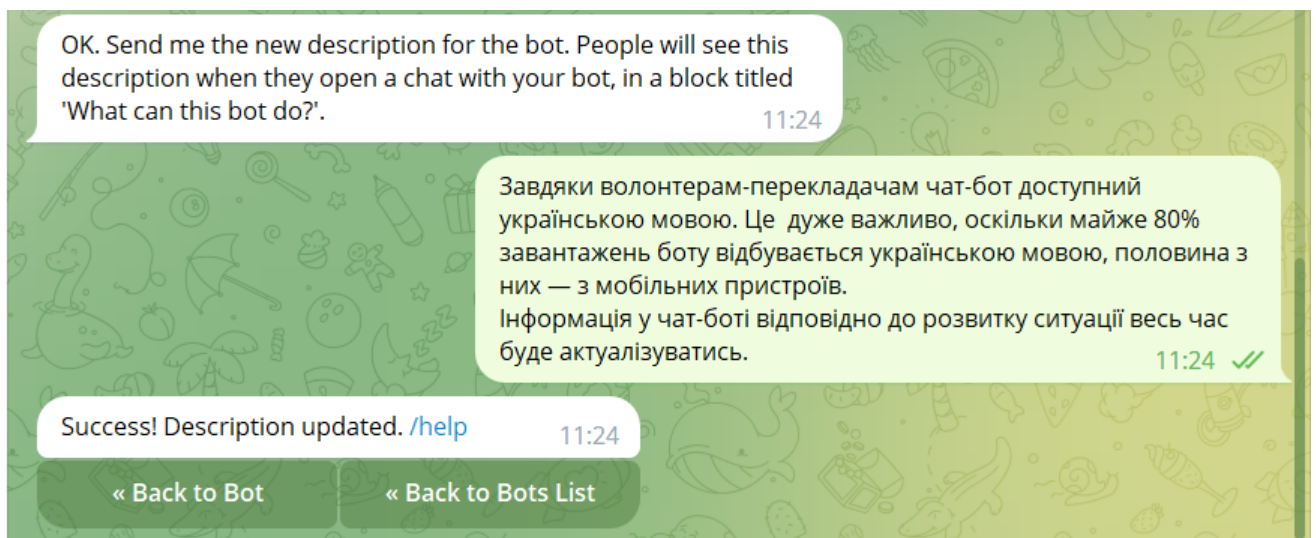 OK. Send me the new description for the bot. People will see this
description when they open a chat with your bot, in a block titled
'What can this bot do?'.
11:24
Завдяки волонтерам-перекладачам чат-бот доступний
українською мовою. Це  дуже важливо, оскільки майже 80%
завантажень боту відбувається українською мовою, половина з
них — з мобільних пристроїв.
Інформація у чат-боті відповідно до розвитку ситуації весь час
буде актуалізуватись.
11:24
Success! Description updated. /help
11:24
« Back to Bot
« Back to Bots List